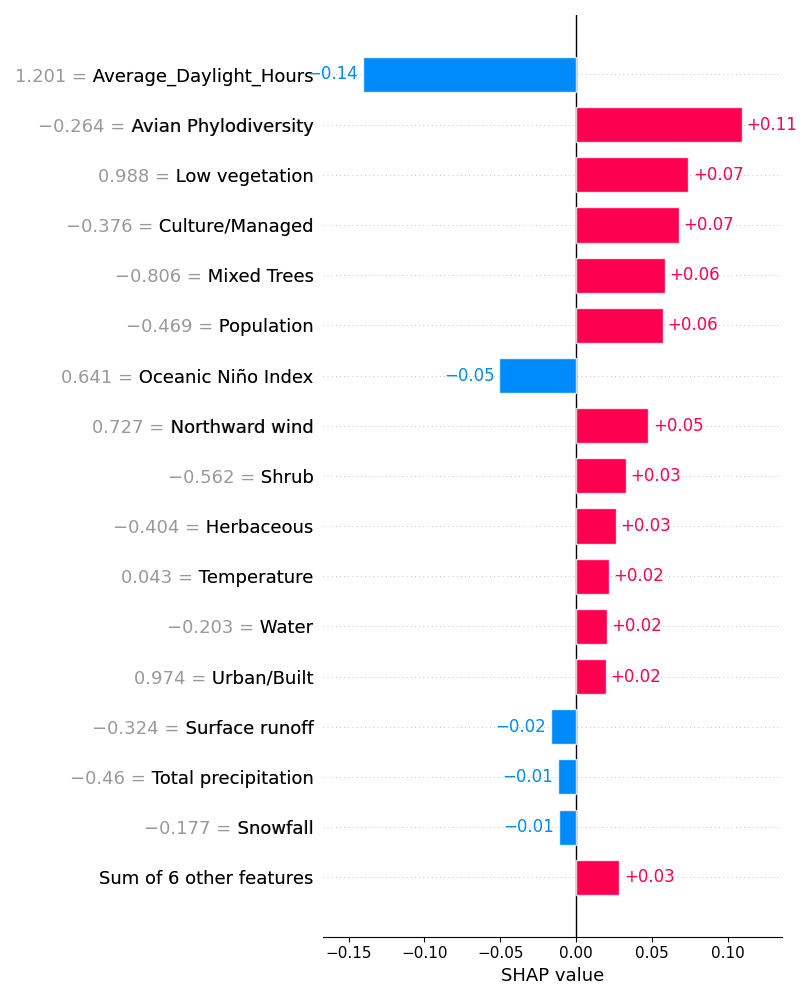 1.201 = Average_Daylight_Hours −0.14
−0.264 = Avian Phylodiversity +0.11
0.988 = Low vegetation +0.07
−0.376 = Culture/Managed +0.07
−0.806 = Mixed Trees +0.06
−0.469 = Population +0.06
0.641 = Oceanic Niño Index −0.05
0.727 = Northward wind +0.05
−0.562 = Shrub +0.03
−0.404 = Herbaceous +0.03
0.043 = Temperature +0.02
−0.203 = Water +0.02
0.974 = Urban/Built +0.02
−0.324 = Surface runoff −0.02
−0.46 = Total precipitation −0.01
−0.177 = Snowfall −0.01
Sum of 6 other features +0.03
−0.15 −0.10 −0.05 0.00 0.05 0.10
SHAP value